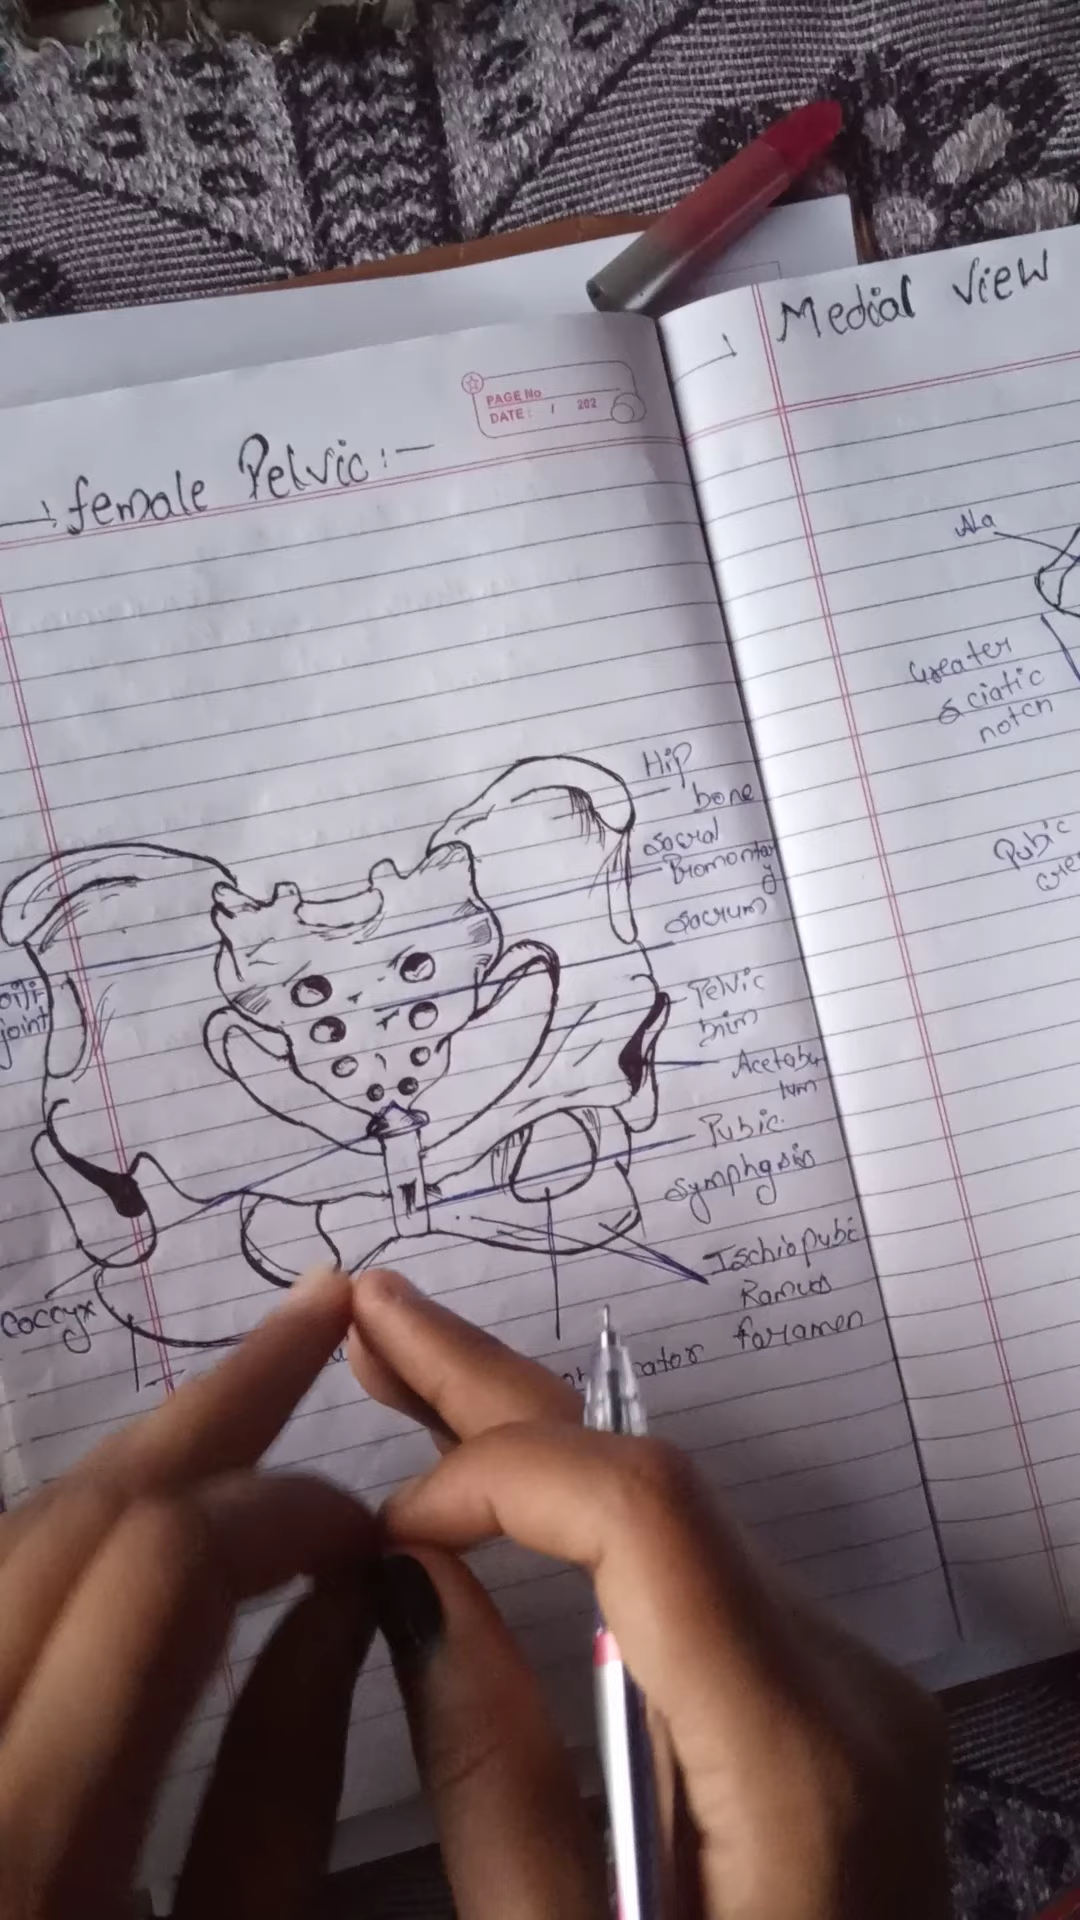 Medial View
PAGE No
DATE: / 202
female Pelvic:-
Ala
Greater
sciatic
notch
Pubic
Hip
bone
Sacral
Promontory
Sacrum
Pelvic
brim
joint
Acetabu
lum
Pubic
Symphysis
Ischiopubic
Ramus
Coccyx
foramen